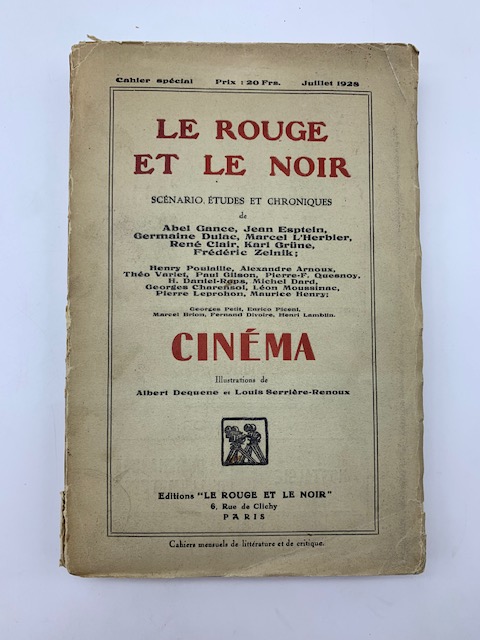 Cahier spécial Prix : 20 Frs. Juillet 1928
LE ROUGE
ET LE NOIR
SCÉNARIO, ÉTUDES ET CHRONIQUES
de
Abel Gance, Jean Esptein,
Germaine Dulac, Marcel L'Herbier,
René Clair, Karl Grüne,
Frédéric Zelnik;
Henry Poulaille, Alexandre Arnoux,
Théo Varlet, Paul Gilson, Pierre-F. Quesnoy,
H. Daniel-Rops, Michel Dard,
Georges Charensol, Léon Moussinac,
Pierre Leprohon, Maurice Henry;
Georges Petit, Enrico Piceni,
Marcel Brion, Fernand Divoire, Henri Lamblin.
CINÉMA
Illustrations de
Albert Dequene et Louis Serrière-Renoux
Editions "LE ROUGE ET LE NOIR"
6, Rue de Clichy
PARIS
Cahiers mensuels de littérature et de critique.